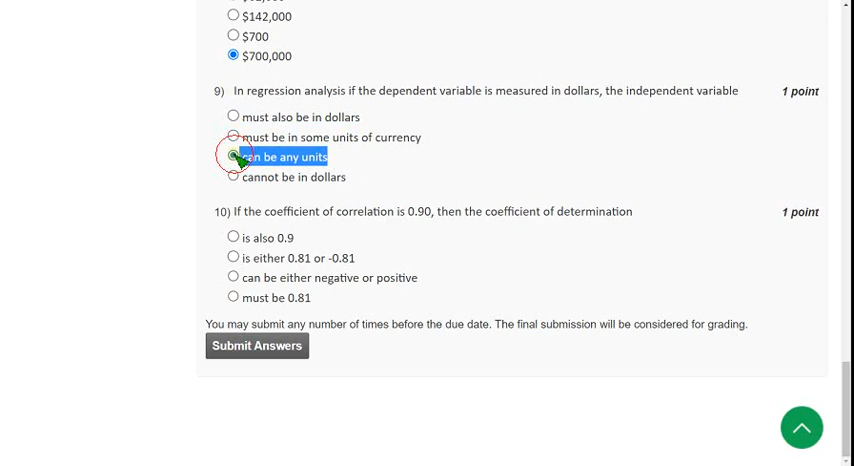 $142,000
$700
$700,000
9) In regression analysis if the dependent variable is measured in dollars, the independent variable 1 point
must also be in dollars
must be in some units of currency
can be any units
cannot be in dollars
10) If the coefficient of correlation is 0.90, then the coefficient of determination 1 point
is also 0.9
is either 0.81 or -0.81
can be either negative or positive
must be 0.81
You may submit any number of times before the due date. The final submission will be considered for grading.
Submit Answers